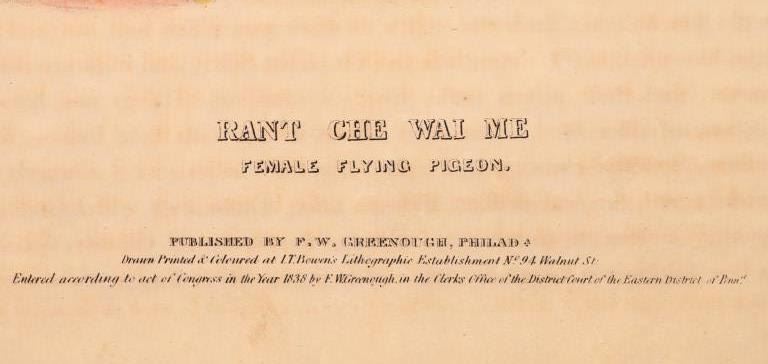 RANT CHE WAI ME
FEMALE FLYING PIGEON.
PUBLISHED BY F. W. GREENOUGH, PHILADᴬ
Drawn Printed & Coloured at I.T. Bowen's Lithographic Establishment Nº. 94 Walnut St.
Entered according to act of Congress in the Year 1838 by F.W. Greenough, in the Clerks Office of the District Court of the Eastern District of Pennª